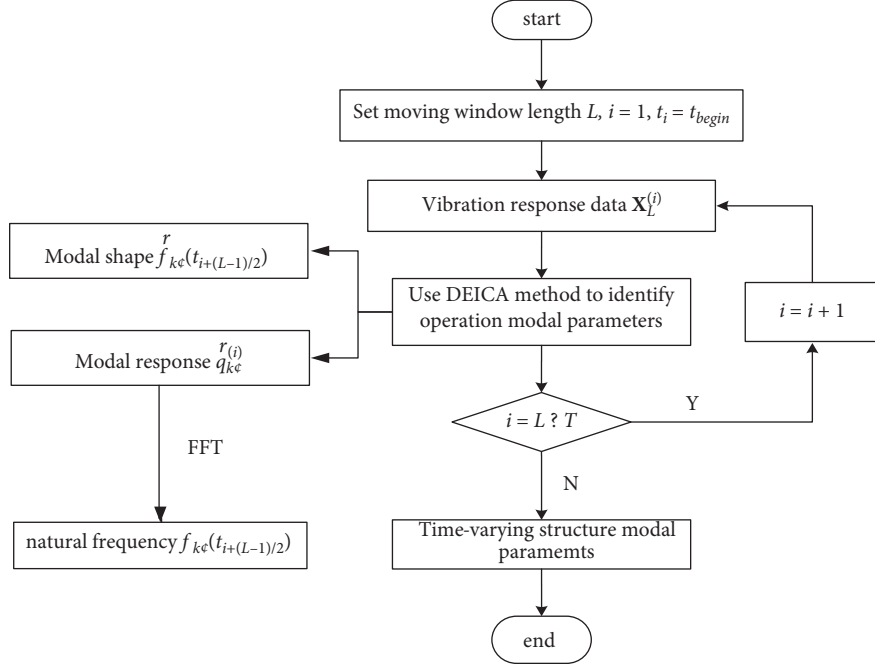 start
Set moving window length L, i = 1, t_i = t_begin
Vibration response data X_L^(i)
r
Modal shape f_k¢(t_i+(L–1)/2)
Use DEICA method to identify
operation modal parameters
i = i + 1
r(i)
Modal response q_k¢
i = L ? T
Y
FFT
N
natural frequency f_k¢(t_i+(L–1)/2)
Time-varying structure modal
paramemts
end